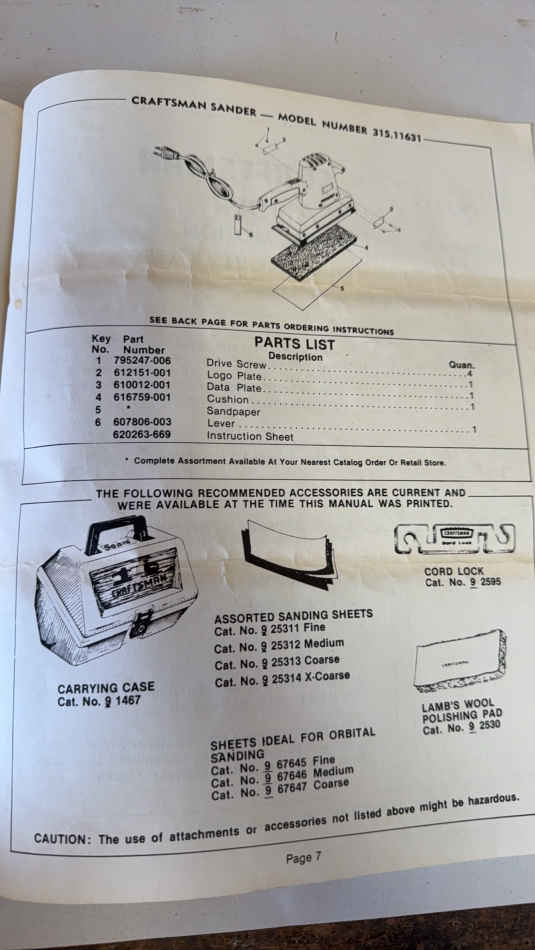 CRAFTSMAN SANDER — MODEL NUMBER 315.11631
SEE BACK PAGE FOR PARTS ORDERING INSTRUCTIONS
PARTS LIST
Key No. Part Number Description Quan.
1 795247-006 Drive Screw 4
2 612151-001 Logo Plate 1
3 610012-001 Data Plate 1
4 616759-001 Cushion 1
5 * Sandpaper
6 607806-003 Lever 1
620263-669 Instruction Sheet
* Complete Assortment Available At Your Nearest Catalog Order Or Retail Store.
THE FOLLOWING RECOMMENDED ACCESSORIES ARE CURRENT AND
WERE AVAILABLE AT THE TIME THIS MANUAL WAS PRINTED.
Sears
CRAFTSMAN
CARRYING CASE
Cat. No. 9 1467
ASSORTED SANDING SHEETS
Cat. No. 9 25311 Fine
Cat. No. 9 25312 Medium
Cat. No. 9 25313 Coarse
Cat. No. 9 25314 X-Coarse
CRAFTSMAN
Cord Lock
CORD LOCK
Cat. No. 9 2595
CRAFTSMAN
LAMB'S WOOL
POLISHING PAD
Cat. No. 9 2530
SHEETS IDEAL FOR ORBITAL
SANDING
Cat. No. 9 67645 Fine
Cat. No. 9 67646 Medium
Cat. No. 9 67647 Coarse
CAUTION: The use of attachments or accessories not listed above might be hazardous.
Page 7